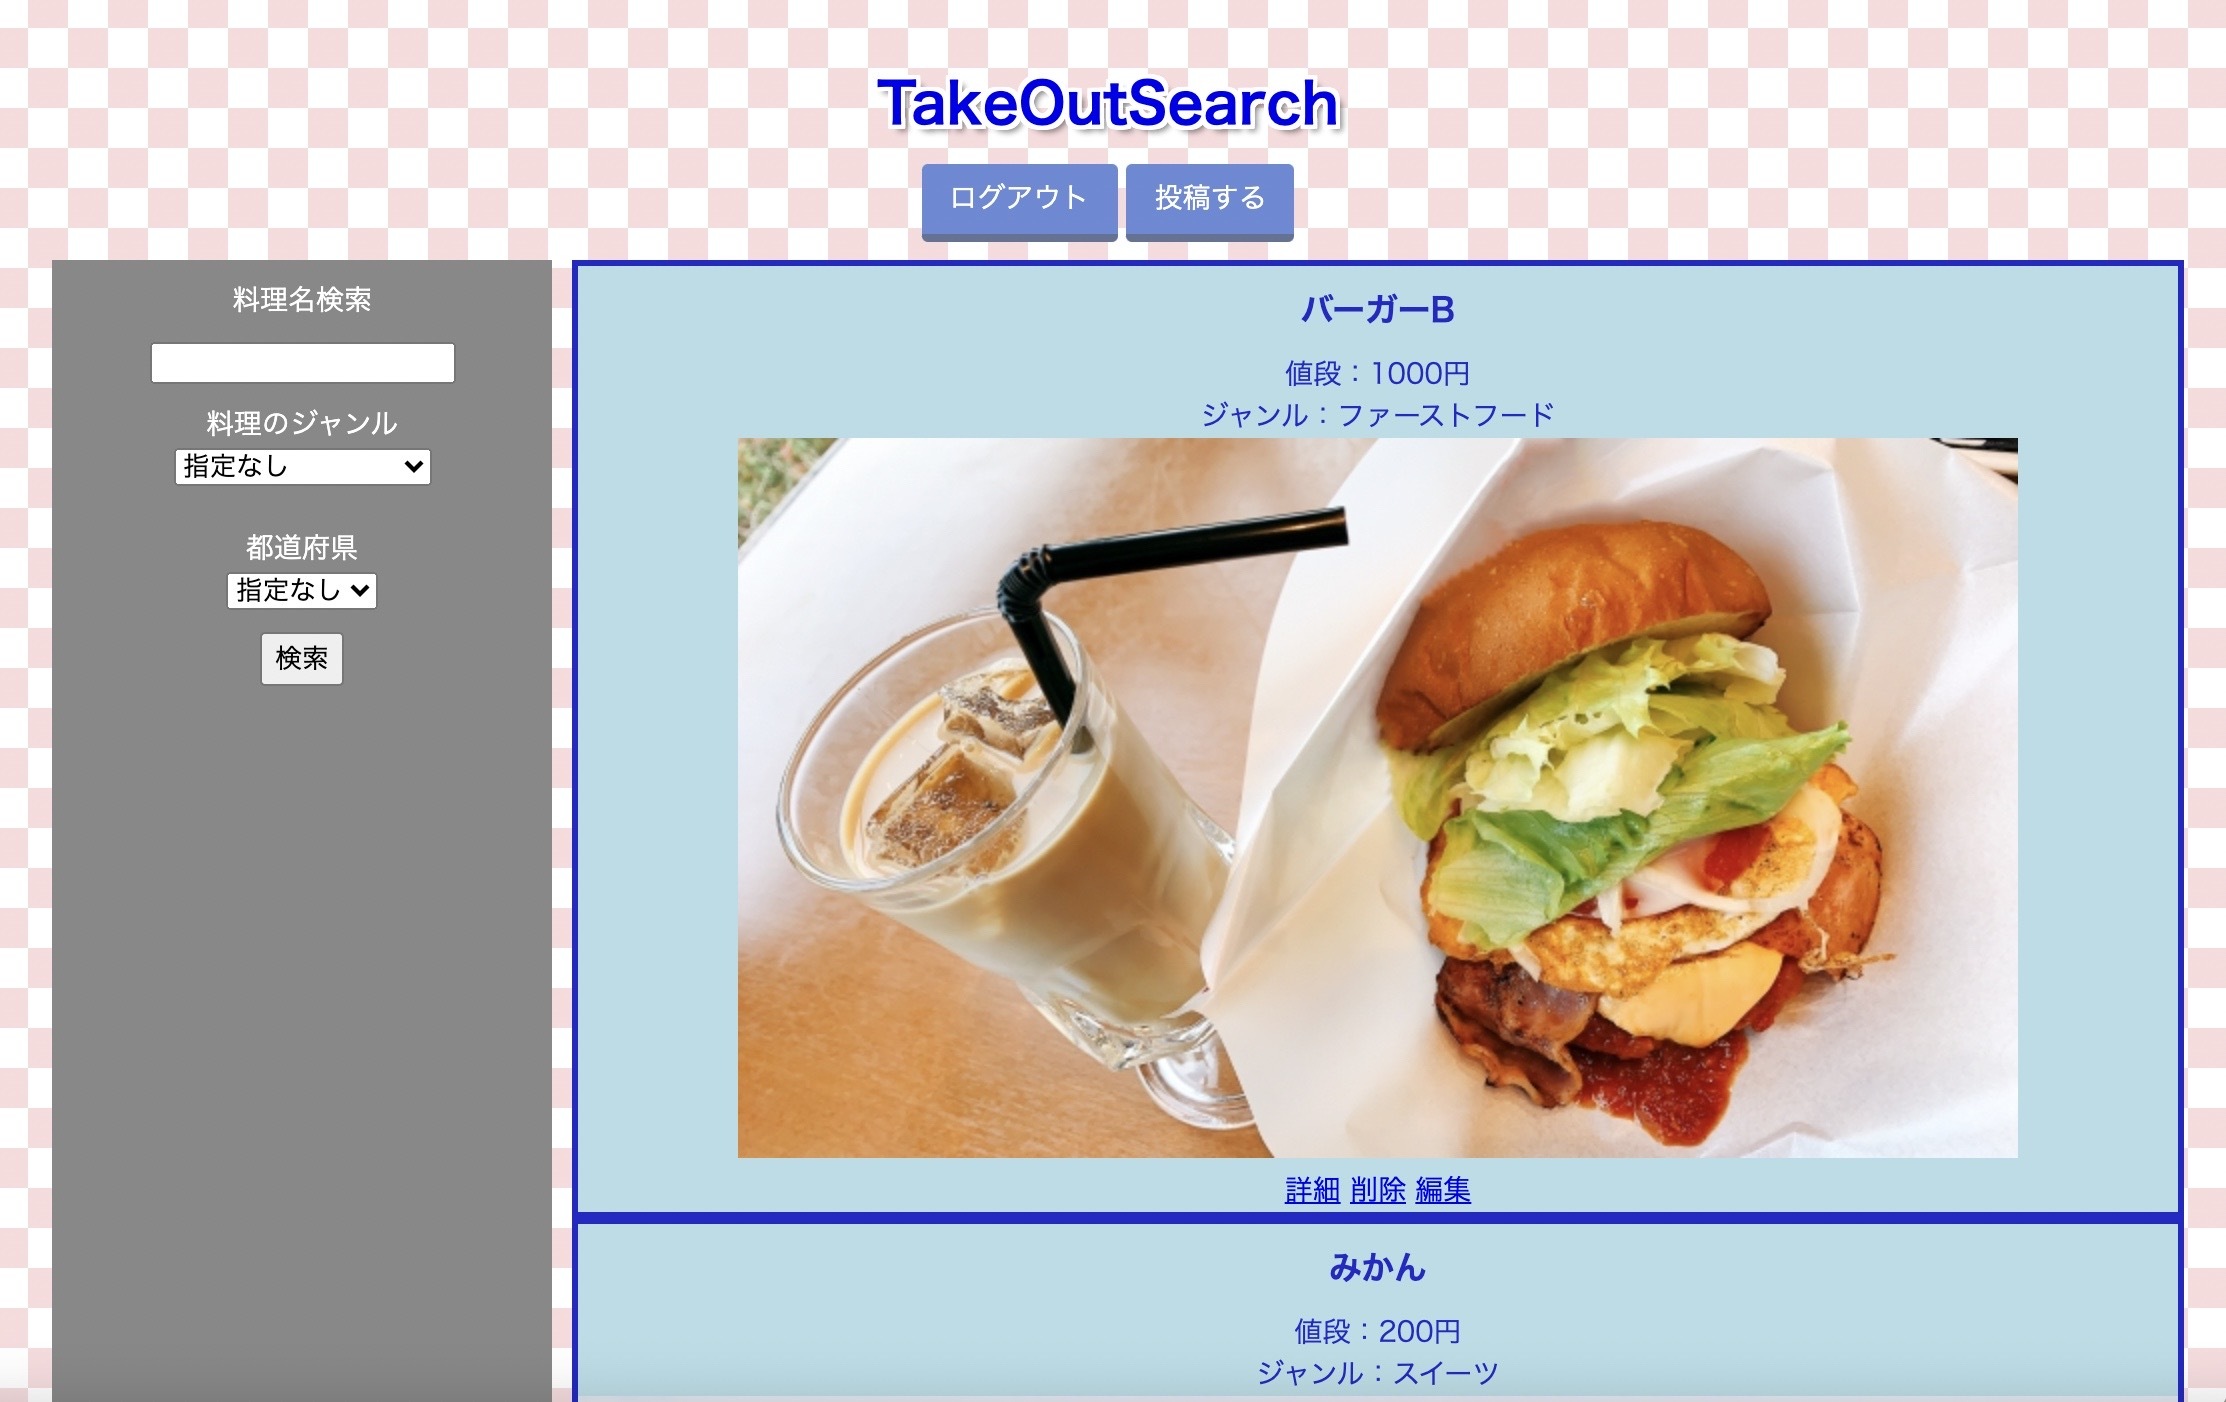 TakeOutSearch
ログアウト 投稿する
料理名検索
料理のジャンル
指定なし
都道府県
指定なし
検索
バーガーB
値段：1000円
ジャンル：ファーストフード
詳細 削除 編集
みかん
値段：200円
ジャンル：スイーツ